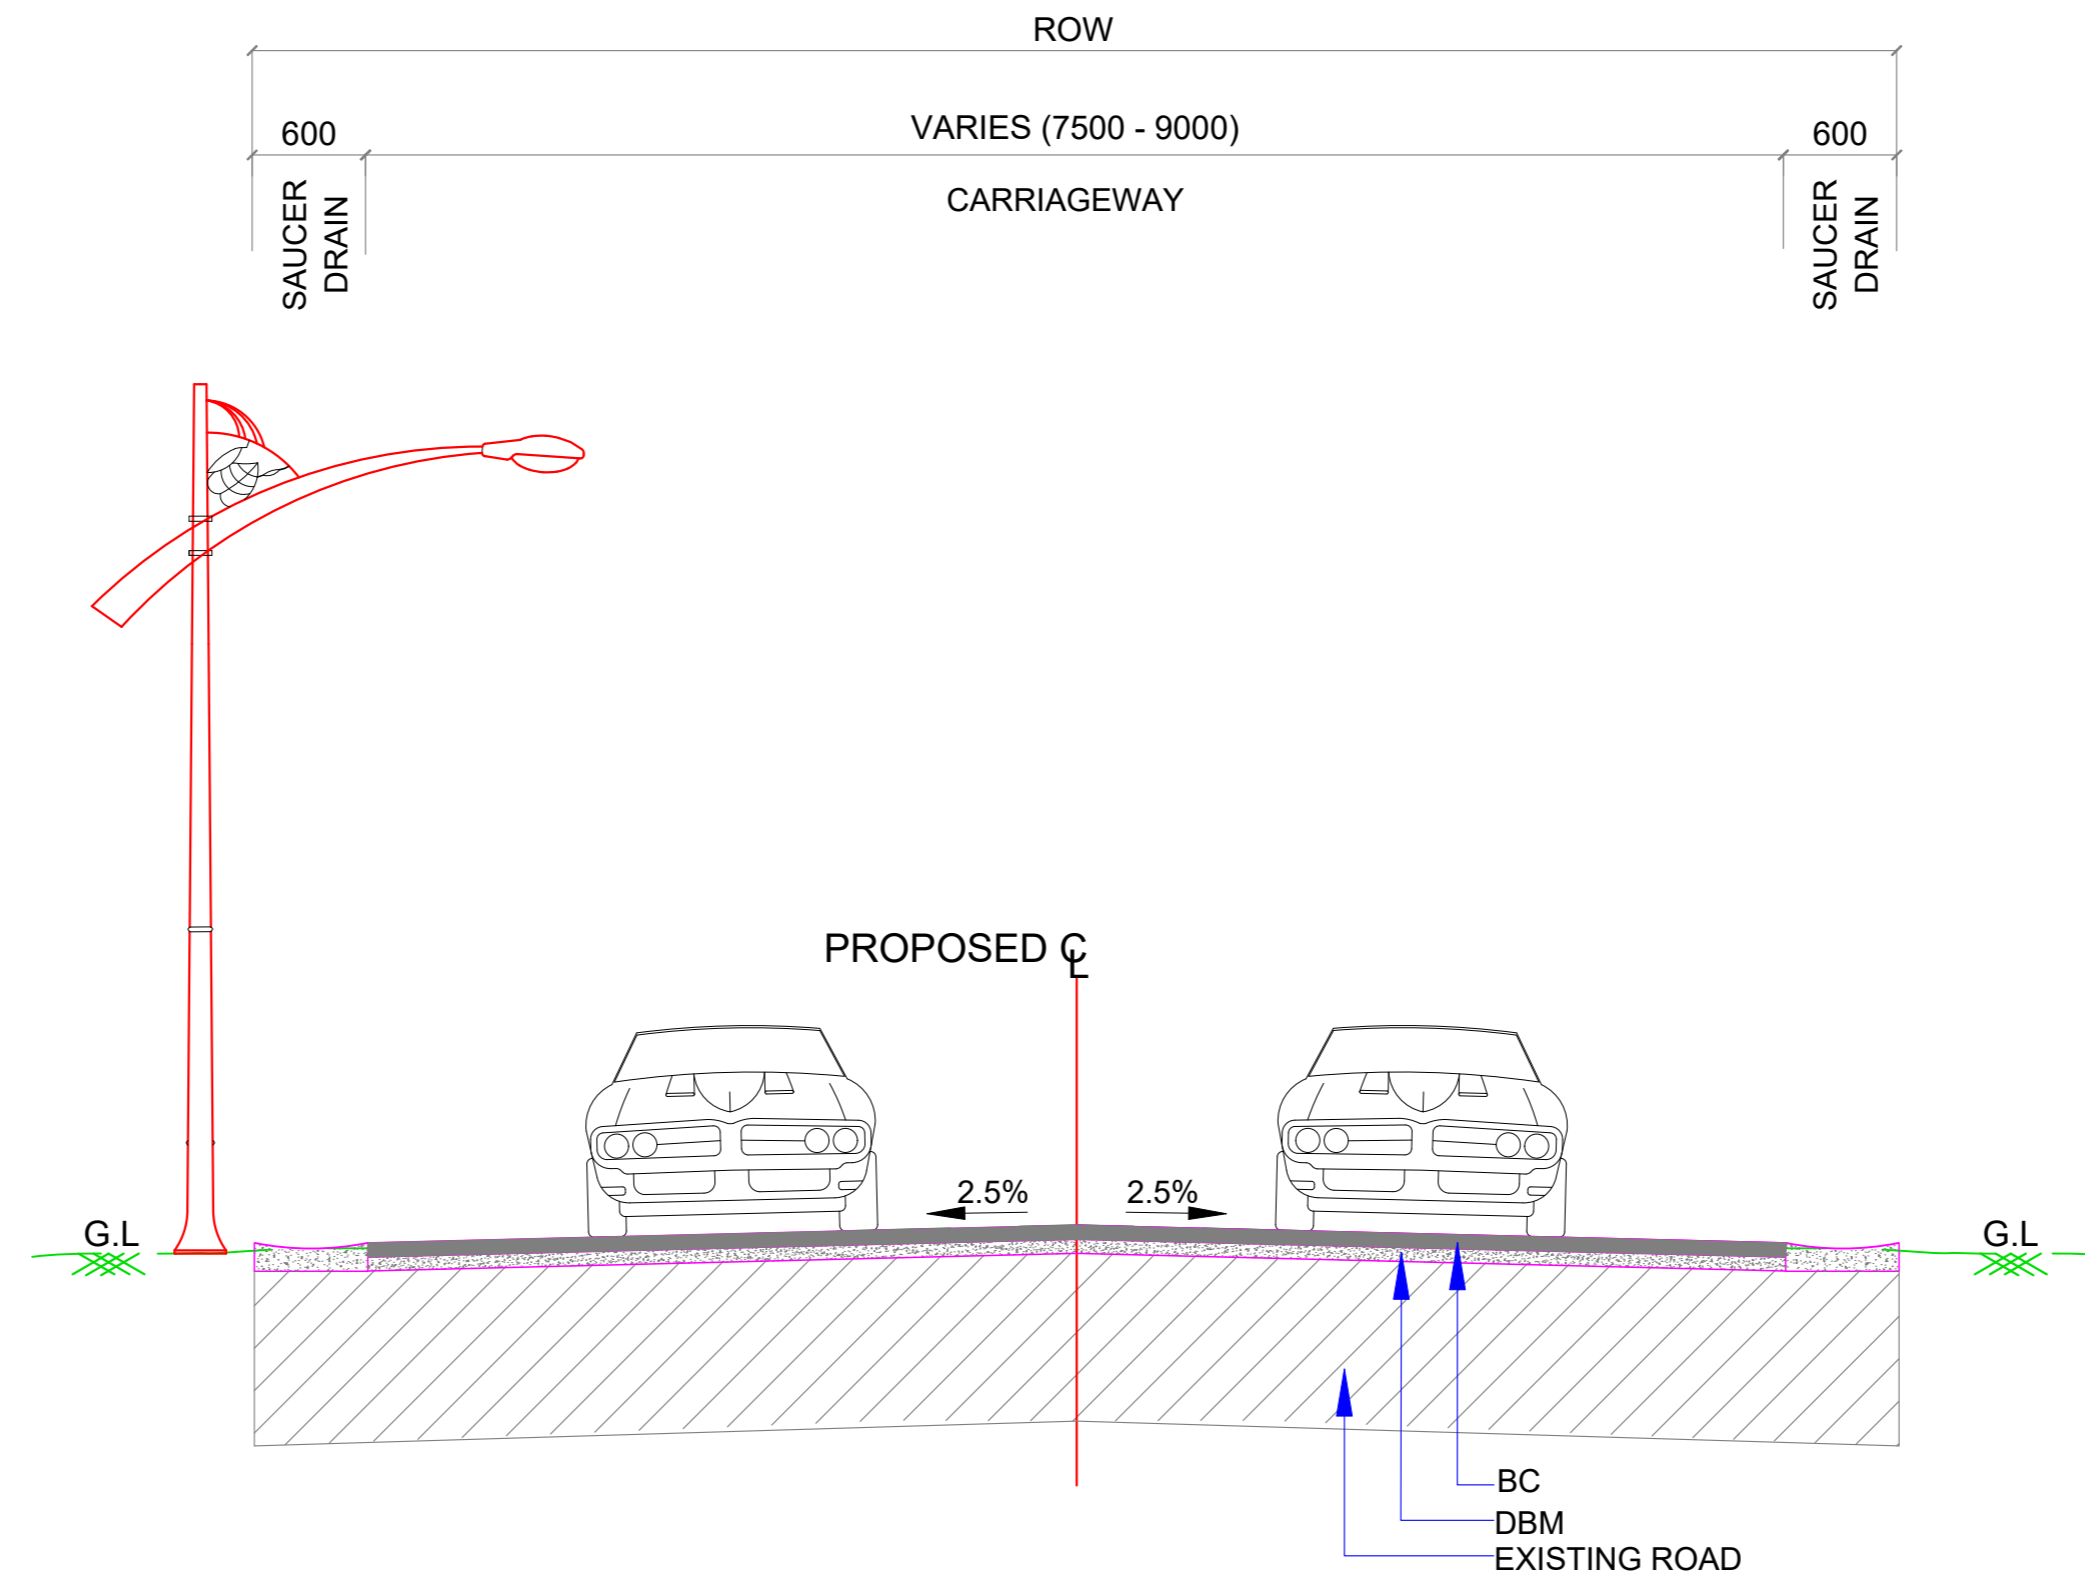 ROW
600
VARIES (7500 - 9000)
600
SAUCER
DRAIN
CARRIAGEWAY
SAUCER
DRAIN
PROPOSED CL
2.5%
2.5%
G.L
G.L
BC
DBM
EXISTING ROAD